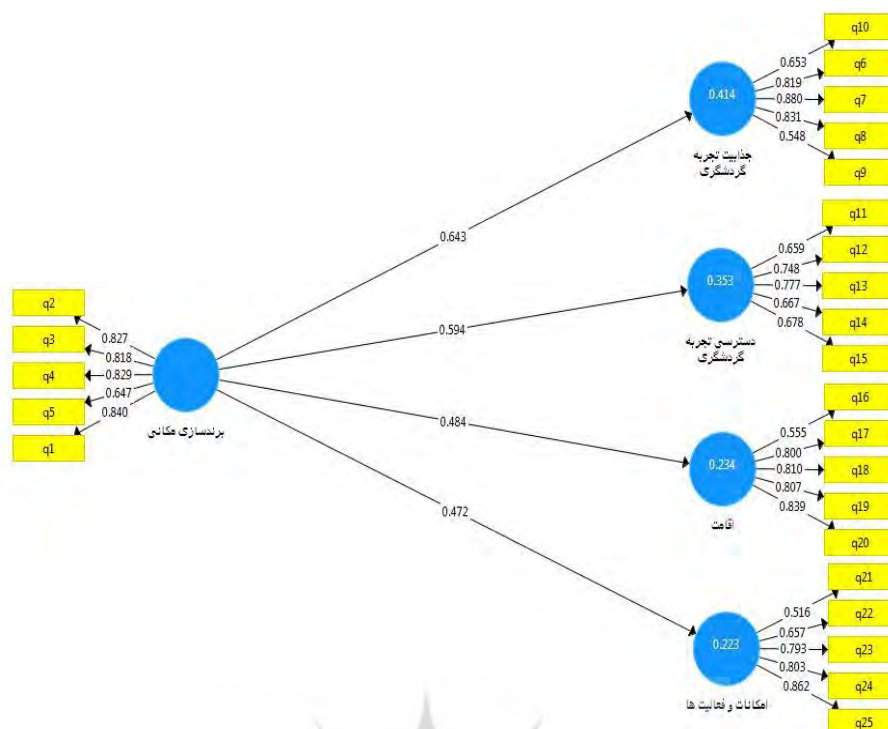 q10
0.653
q6
0.819
0.414
q7
0.880
0.831
q8
0.548
q9
جذابیت تجربه
گردشگری
0.643
q11
0.659
q12
0.748
0.353
q13
0.777
0.667
q14
0.678
q15
دسترسی تجربه
گردشگری
0.594
q2
0.827
q3
0.818
q4
0.829
q5
0.647
0.840
q1
برندسازی مکانی
0.484
q16
0.555
q17
0.800
0.234
q18
0.810
0.807
q19
0.839
q20
اقامت
0.472
q21
0.516
q22
0.657
0.223
q23
0.793
0.803
q24
0.862
q25
امکانات و فعالیت ها